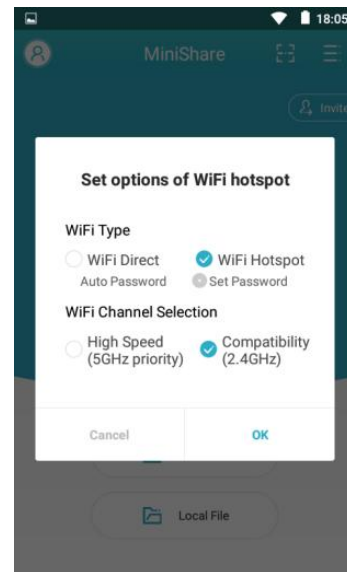 18:05
MiniShare
Invite
Set options of WiFi hotspot
WiFi Type
WiFi Direct
WiFi Hotspot
Auto Password
Set Password
WiFi Channel Selection
High Speed
(5GHz priority)
Compatibility
(2.4GHz)
Cancel
OK
Local File